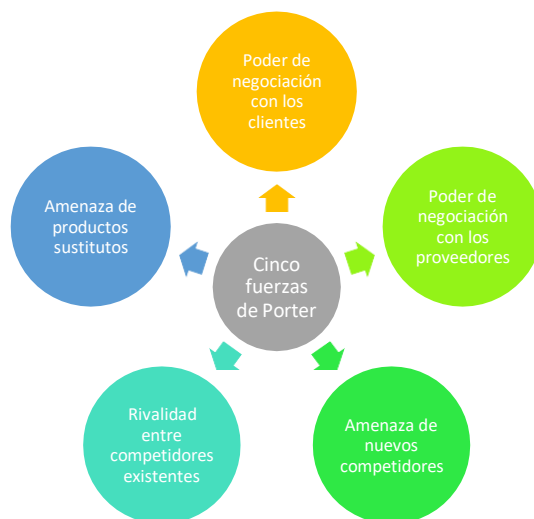 Poder de
negociación
con los
clientes
Amenaza de
productos
sustitutos
Poder de
negociación
con los
proveedores
Cinco
fuerzas
de Porter
Rivalidad
entre
competidores
existentes
Amenaza de
nuevos
competidores